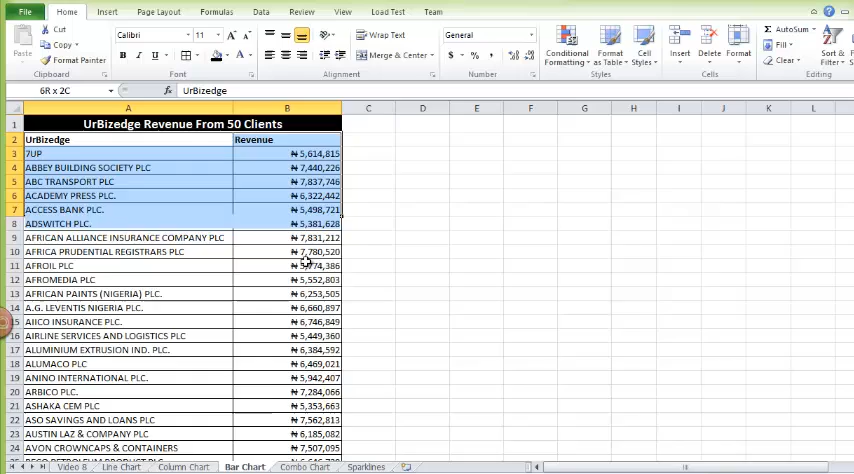 File Home Insert Page Layout Formulas Data Review View Load Test Team
Cut
Copy
Format Painter
Paste
Clipboard
Calibri 11
B I U
Font
Wrap Text
Merge & Center
Alignment
General
$ % ,
Number
Conditional Formatting
Format as Table
Cell Styles
Styles
Insert Delete Format
Cells
AutoSum
Fill
Clear
Sort &
Editing
6R x 2C fx UrBizedge
A B C D E F G H I J K L
1 UrBizedge Revenue From 50 Clients
2 UrBizedge Revenue
3 7UP ₦ 5,614,815
4 ABBEY BUILDING SOCIETY PLC ₦ 7,440,226
5 ABC TRANSPORT PLC ₦ 7,837,746
6 ACADEMY PRESS PLC. ₦ 6,322,442
7 ACCESS BANK PLC. ₦ 5,498,721
8 ADSWITCH PLC. ₦ 5,381,628
9 AFRICAN ALLIANCE INSURANCE COMPANY PLC ₦ 7,831,212
10 AFRICA PRUDENTIAL REGISTRARS PLC ₦ 7,780,520
11 AFROIL PLC ₦ 5,774,386
12 AFROMEDIA PLC ₦ 5,552,803
13 AFRICAN PAINTS (NIGERIA) PLC. ₦ 6,253,505
14 A.G. LEVENTIS NIGERIA PLC. ₦ 6,660,897
15 AIICO INSURANCE PLC. ₦ 6,746,849
16 AIRLINE SERVICES AND LOGISTICS PLC ₦ 5,449,360
17 ALUMINIUM EXTRUSION IND. PLC. ₦ 6,384,592
18 ALUMACO PLC ₦ 6,469,021
19 ANINO INTERNATIONAL PLC. ₦ 5,942,407
20 ARBICO PLC. ₦ 7,284,066
21 ASHAKA CEM PLC ₦ 5,353,663
22 ASO SAVINGS AND LOANS PLC ₦ 7,562,813
23 AUSTIN LAZ & COMPANY PLC ₦ 6,185,082
24 AVON CROWNCAPS & CONTAINERS ₦ 7,507,095
Video 8 Line Chart Column Chart Bar Chart Combo Chart Sparklines